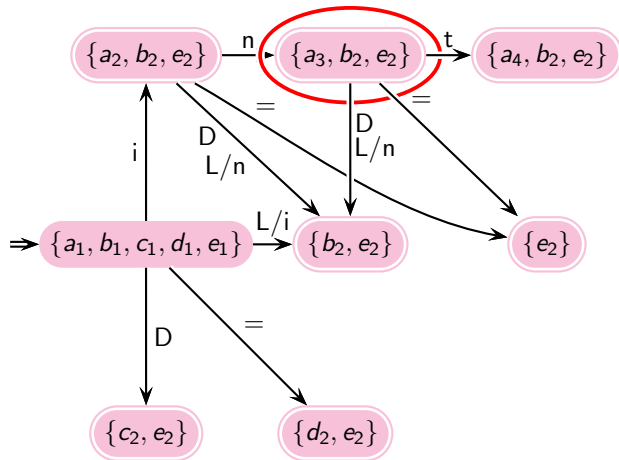 {a₂, b₂, e₂} n {a₃, b₂, e₂} t {a₄, b₂, e₂}
= =
D D
L/n L/n
i
L/i
{a₁, b₁, c₁, d₁, e₁} {b₂, e₂} {e₂}
=
D
{c₂, e₂} {d₂, e₂}